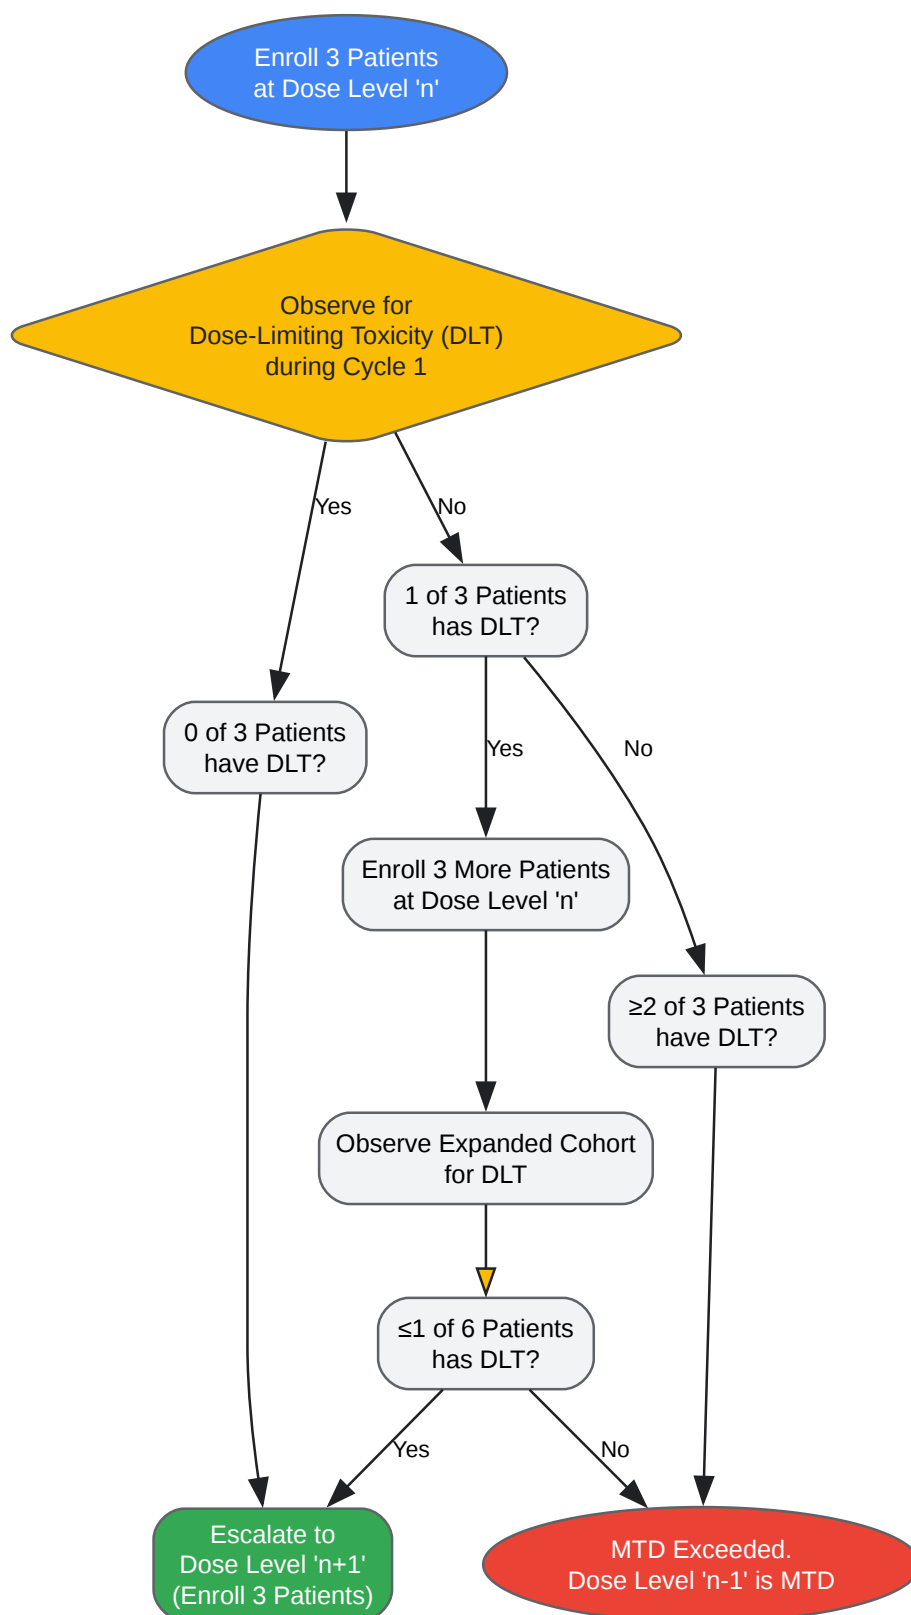 Enroll 3 Patients
at Dose Level 'n'
Observe for
Dose-Limiting Toxicity (DLT)
during Cycle 1
Yes
No
1 of 3 Patients
has DLT?
0 of 3 Patients
have DLT?
Yes
No
Enroll 3 More Patients
at Dose Level 'n'
≥2 of 3 Patients
have DLT?
Observe Expanded Cohort
for DLT
≤1 of 6 Patients
has DLT?
Yes
No
Escalate to
Dose Level 'n+1'
(Enroll 3 Patients)
MTD Exceeded.
Dose Level 'n-1' is MTD